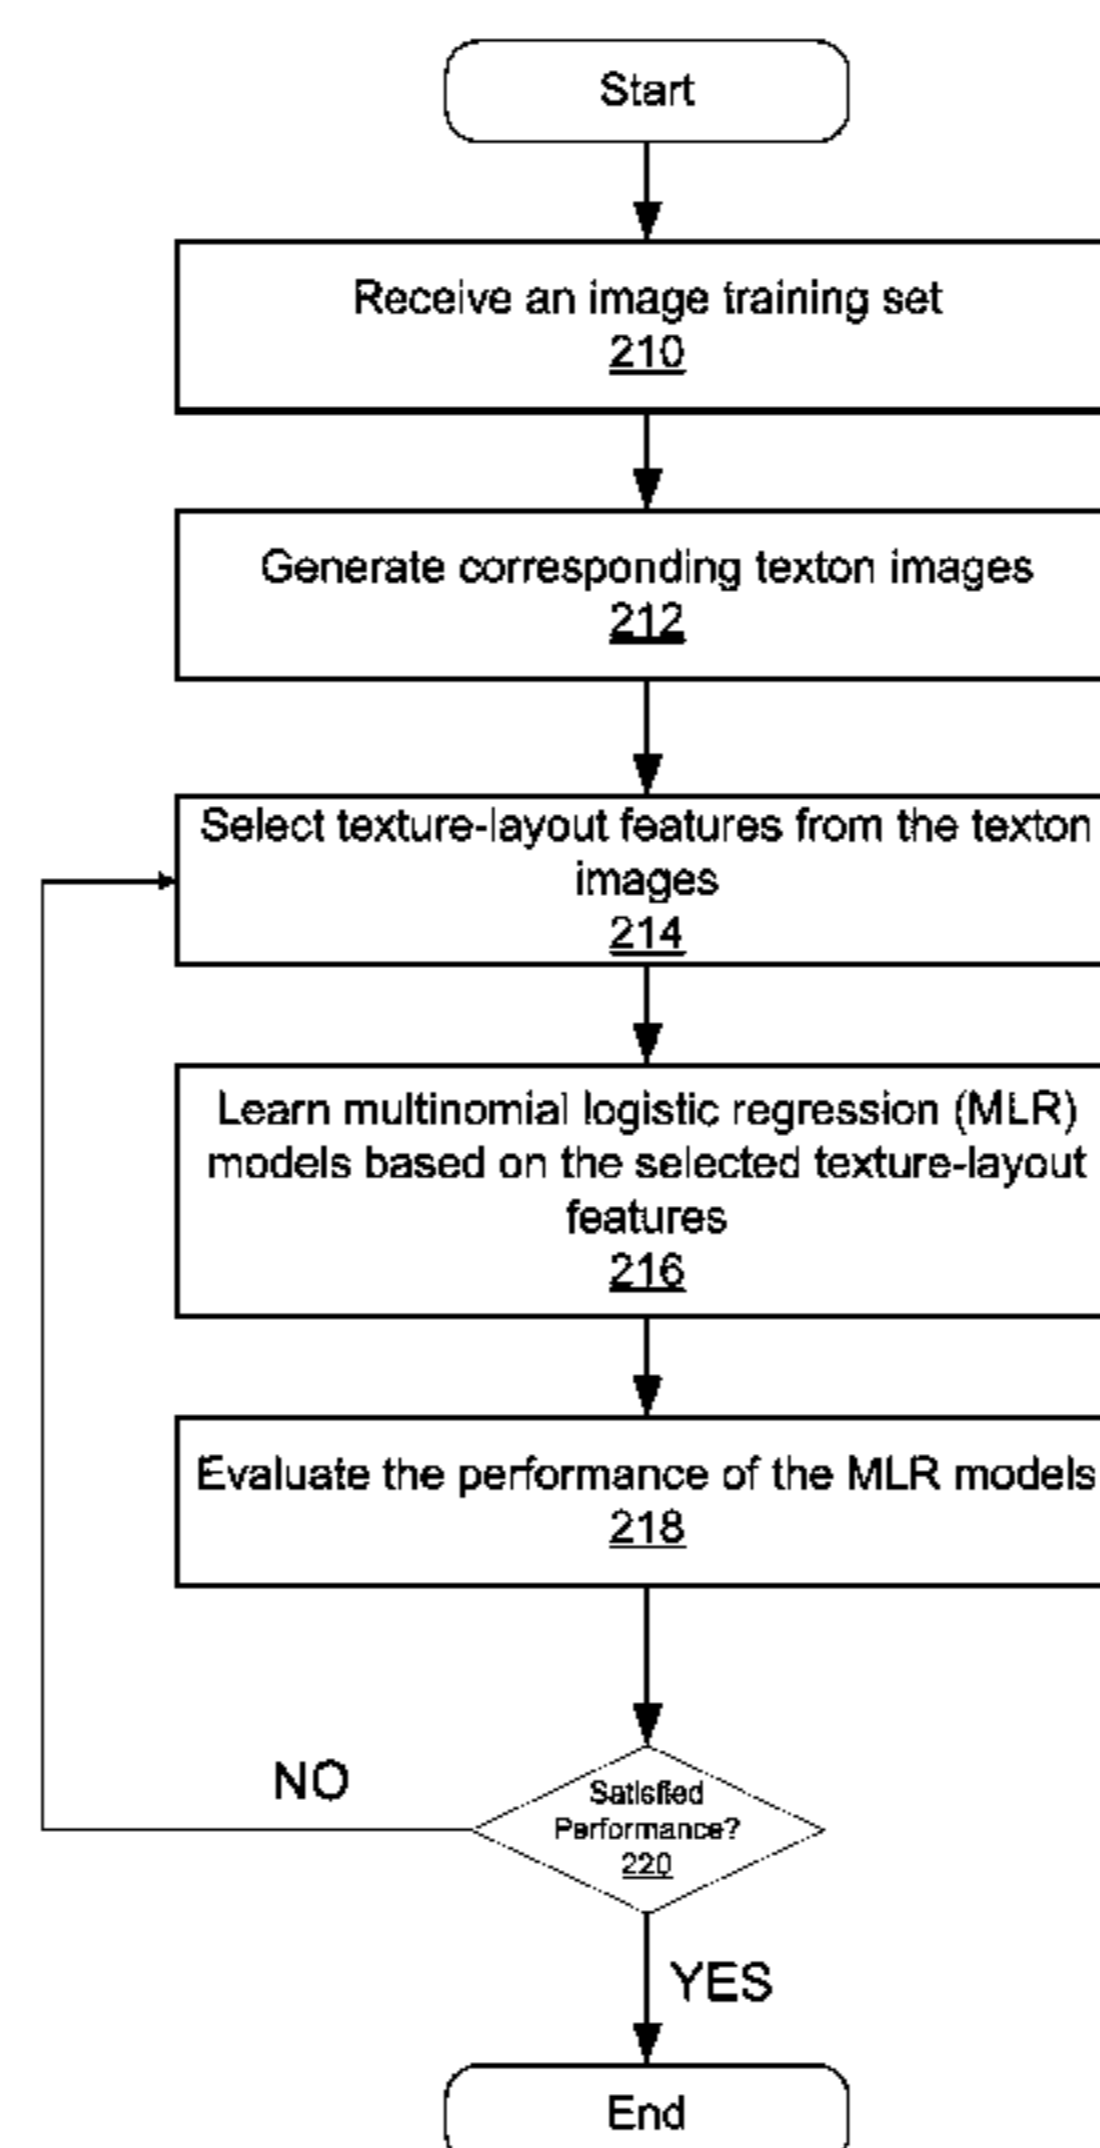 Start
Receive an image training set
210
Generate corresponding texton images
212
Select texture-layout features from the texton
images
214
Learn multinomial logistic regression (MLR)
models based on the selected texture-layout
features
216
Evaluate the performance of the MLR models
218
Satisfied
Performance?
220
NO
YES
End